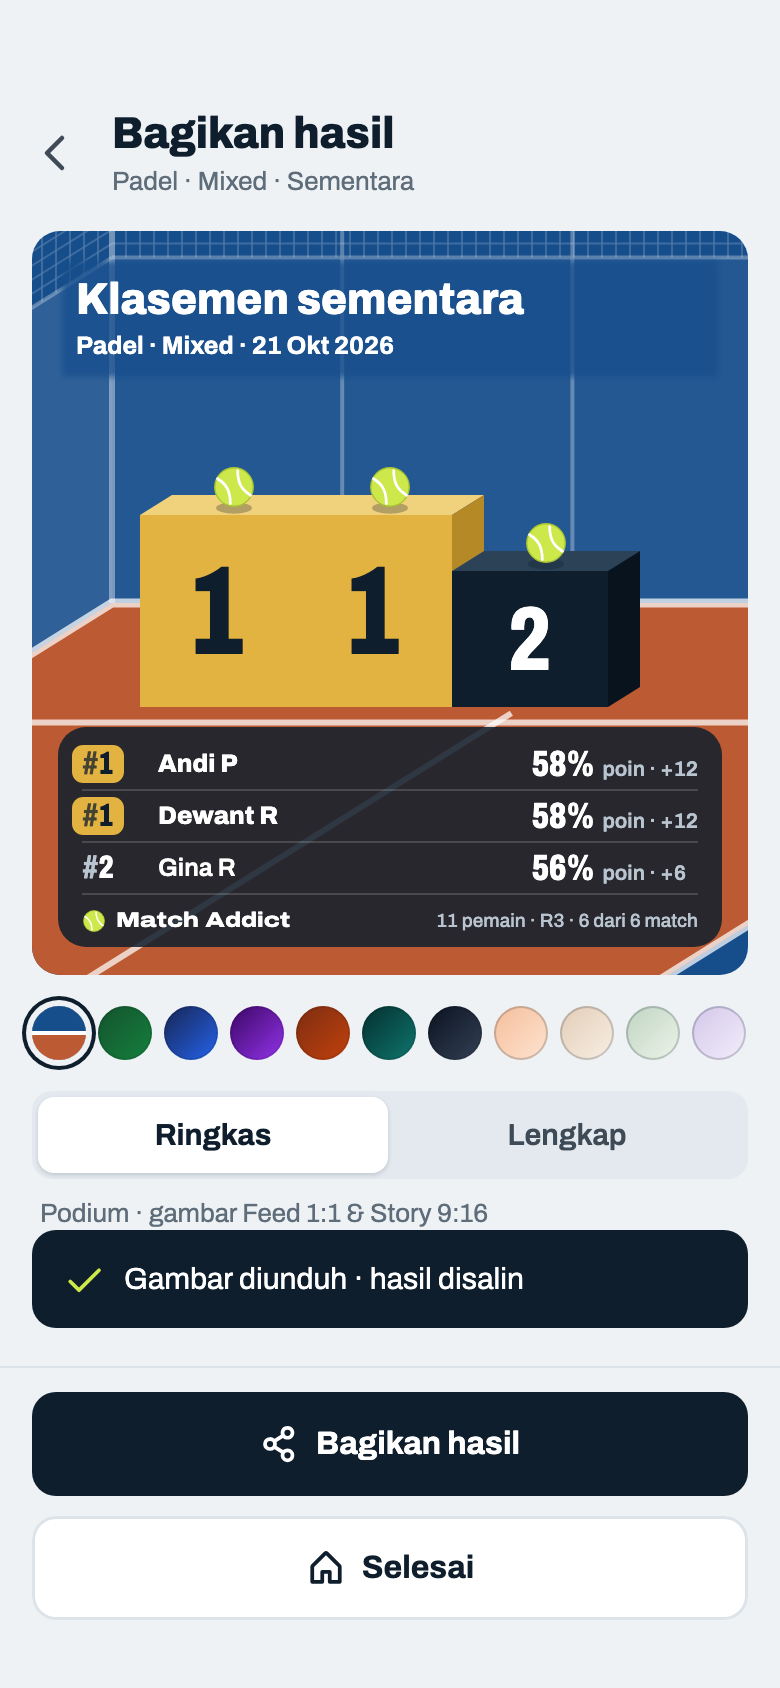 Bagikan hasil
Padel · Mixed · Sementara
Klasemen sementara
Padel · Mixed · 21 Okt 2026
1 1 2
#1 Andi P 58% poin · +12
#1 Dewant R 58% poin · +12
#2 Gina R 56% poin · +6
Match Addict 11 pemain · R3 · 6 dari 6 match
Ringkas Lengkap
Podium · gambar Feed 1:1 & Story 9:16
Gambar diunduh · hasil disalin
Bagikan hasil
Selesai